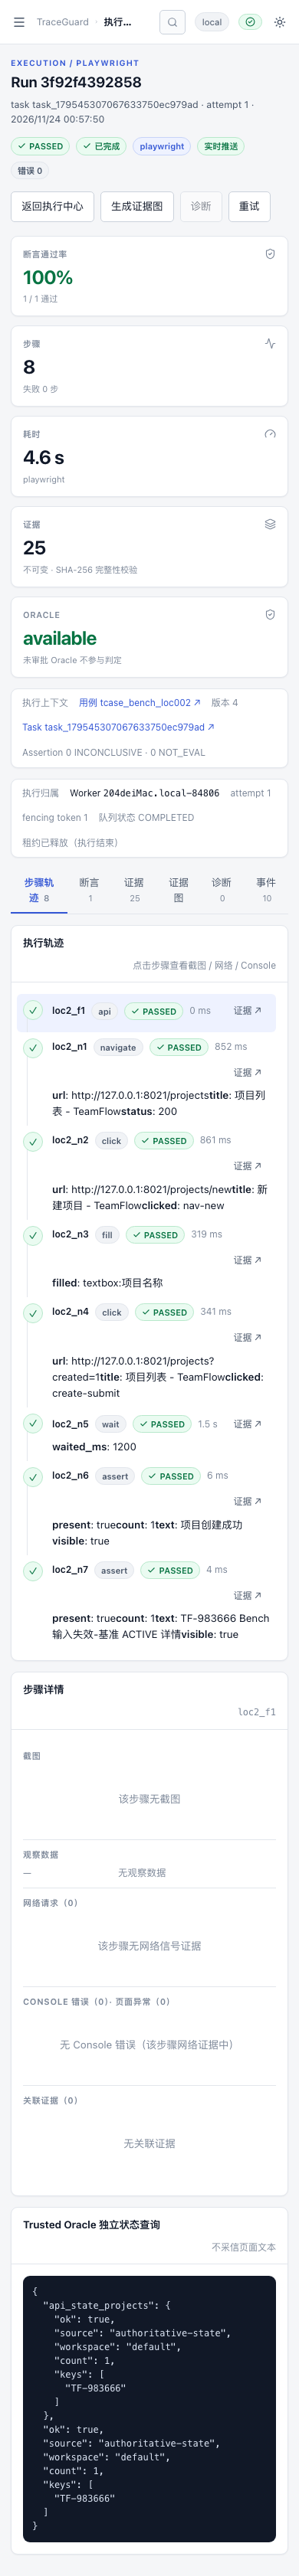 TraceGuard › 执行... local
EXECUTION / PLAYWRIGHT
Run 3f92f4392858
task task_179545307067633750ec979ad · attempt 1 ·
2026/11/24 00:57:50
PASSED 已完成 playwright 实时推送
错误 0
返回执行中心 生成证据图 诊断 重试
断言通过率
100%
1 / 1 通过
步骤
8
失败 0 步
耗时
4.6 s
playwright
证据
25
不可变 · SHA-256 完整性校验
ORACLE
available
未审批 Oracle 不参与判定
执行上下文 用例 tcase_bench_loc002 ↗ 版本 4
Task task_179545307067633750ec979ad ↗
Assertion 0 INCONCLUSIVE · 0 NOT_EVAL
执行归属 Worker 204deiMac.local-84806 attempt 1
fencing token 1 队列状态 COMPLETED
租约已释放（执行结束）
步骤轨 断言 证据 证据 诊断 事件
迹 8 1 25 图 0 10
执行轨迹
点击步骤查看截图 / 网络 / Console
loc2_f1 api PASSED 0 ms 证据 ↗
loc2_n1 navigate PASSED 852 ms
证据 ↗
url: http://127.0.0.1:8021/projectstitle: 项目列
表 - TeamFlowstatus: 200
loc2_n2 click PASSED 861 ms
证据 ↗
url: http://127.0.0.1:8021/projects/newtitle: 新
建项目 - TeamFlowclicked: nav-new
loc2_n3 fill PASSED 319 ms
证据 ↗
filled: textbox:项目名称
loc2_n4 click PASSED 341 ms
证据 ↗
url: http://127.0.0.1:8021/projects?
created=1title: 项目列表 - TeamFlowclicked:
create-submit
loc2_n5 wait PASSED 1.5 s 证据 ↗
waited_ms: 1200
loc2_n6 assert PASSED 6 ms
证据 ↗
present: truecount: 1text: 项目创建成功
visible: true
loc2_n7 assert PASSED 4 ms
证据 ↗
present: truecount: 1text: TF-983666 Bench
输入失败-基准 ACTIVE 详情visible: true
步骤详情
loc2_f1
截图
该步骤无截图
观察数据
— 无观察数据
网络请求（0）
该步骤无网络信号证据
CONSOLE 错误（0）· 页面异常（0）
无 Console 错误（该步骤网络证据中）
关联证据（0）
无关联证据
Trusted Oracle 独立状态查询
不采信页面文本
{
"api_state_projects": {
"ok": true,
"source": "authoritative-state",
"workspace": "default",
"count": 1,
"keys": [
"TF-983666"
]
},
"ok": true,
"source": "authoritative-state",
"workspace": "default",
"count": 1,
"keys": [
"TF-983666"
]
}